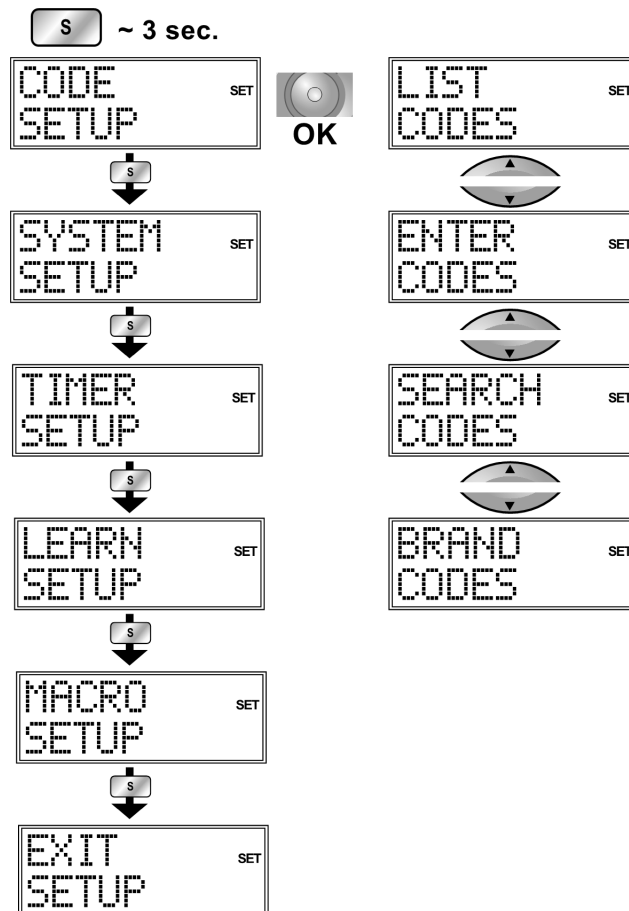 S ~ 3 sec.
CODE SET
SETUP
OK
S
SYSTEM SET
SETUP
S
TIMER SET
SETUP
S
LEARN SET
SETUP
S
MACRO SET
SETUP
S
EXIT SET
SETUP
LIST SET
CODES
ENTER SET
CODES
SEARCH SET
CODES
BRAND SET
CODES